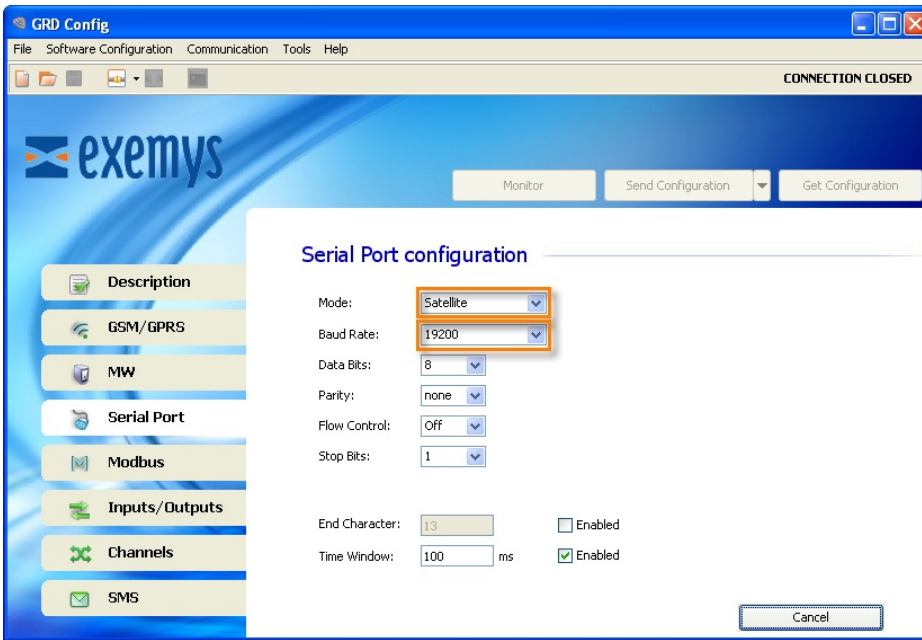 GRD Config
File Software Configuration Communication Tools Help
CONNECTION CLOSED
exemys
Monitor Send Configuration Get Configuration
Serial Port configuration
Description
GSM/GPRS
MW
Serial Port
Modbus
Inputs/Outputs
Channels
SMS
Mode: Satellite
Baud Rate: 19200
Data Bits: 8
Parity: none
Flow Control: Off
Stop Bits: 1
End Character: 13 Enabled
Time Window: 100 ms Enabled
Cancel